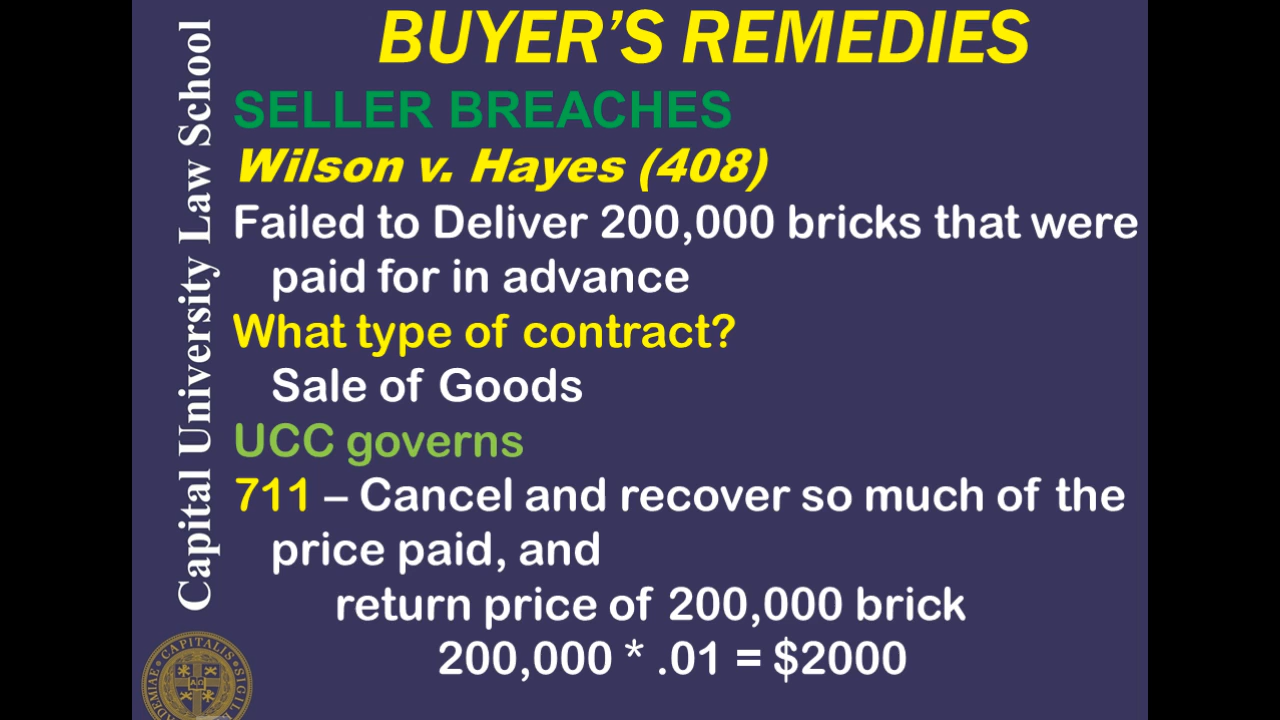 BUYER'S REMEDIES
Capital University Law School
SELLER BREACHES
Wilson v. Hayes (408)
Failed to Deliver 200,000 bricks that were
paid for in advance
What type of contract?
Sale of Goods
UCC governs
711 – Cancel and recover so much of the
price paid, and
return price of 200,000 brick
200,000 * .01 = $2000
CAPITALIS